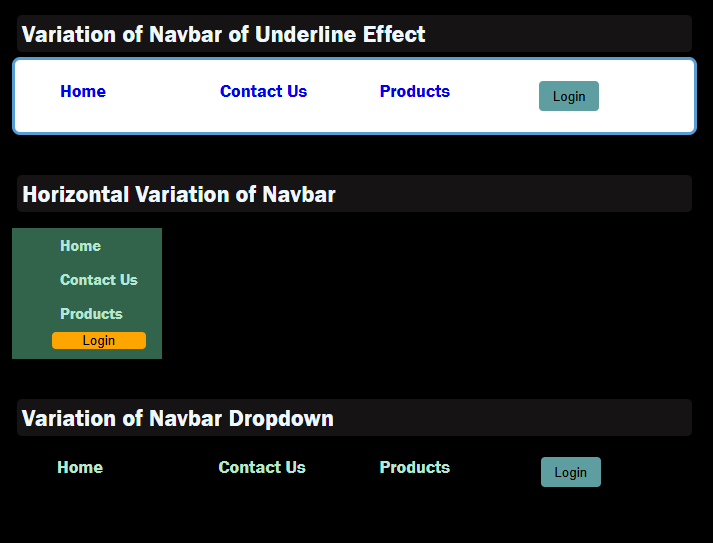 Variation of Navbar of Underline Effect
Home Contact Us Products Login
Horizontal Variation of Navbar
Home
Contact Us
Products
Login
Variation of Navbar Dropdown
Home Contact Us Products Login